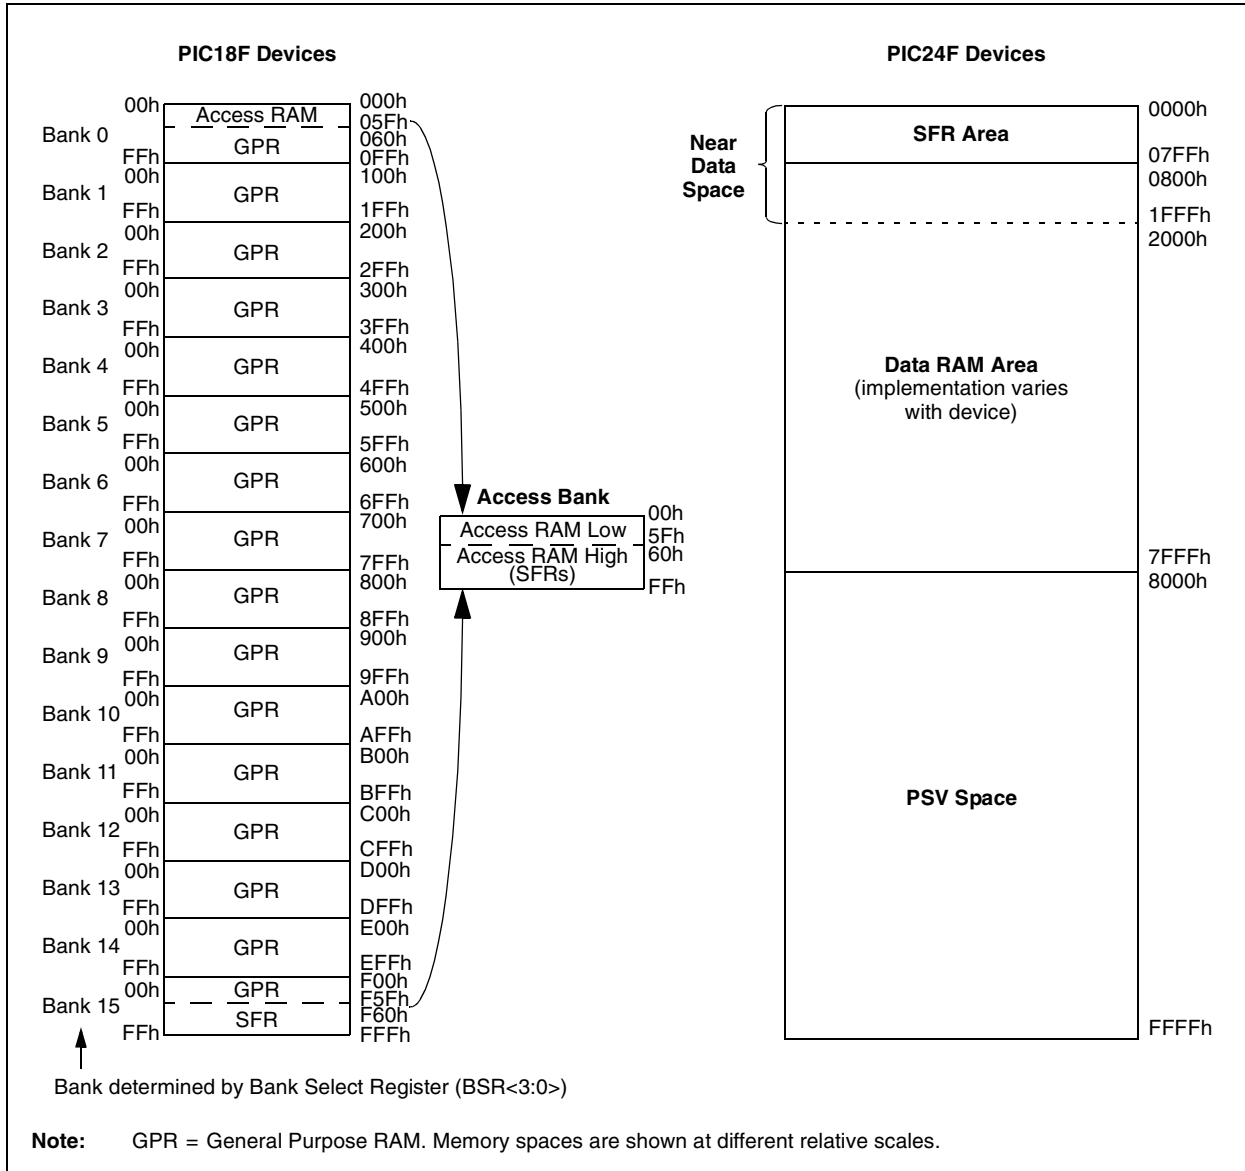 PIC18F Devices
Bank 0
00h
FFh
Access RAM
GPR
000h
05Fh
060h
0FFh
Bank 1
00h
FFh
GPR
100h
1FFh
Bank 2
00h
FFh
GPR
200h
2FFh
Bank 3
00h
FFh
GPR
300h
3FFh
Bank 4
00h
FFh
GPR
400h
4FFh
Bank 5
00h
FFh
GPR
500h
5FFh
Bank 6
00h
FFh
GPR
600h
6FFh
Bank 7
00h
FFh
GPR
700h
7FFh
Bank 8
00h
FFh
GPR
800h
8FFh
Bank 9
00h
FFh
GPR
900h
9FFh
Bank 10
00h
FFh
GPR
A00h
AFFh
Bank 11
00h
FFh
GPR
B00h
BFFh
Bank 12
00h
FFh
GPR
C00h
CFFh
Bank 13
00h
FFh
GPR
D00h
DFFh
Bank 14
00h
FFh
GPR
E00h
EFFh
Bank 15
00h
FFh
GPR
SFR
F00h
F5Fh
F60h
FFFh
Bank determined by Bank Select Register (BSR<3:0>)
Access Bank
Access RAM Low
Access RAM High
(SFRs)
00h
5Fh
60h
FFh
PIC24F Devices
Near
Data
Space
SFR Area
0000h
07FFh
0800h
1FFFh
2000h
Data RAM Area
(implementation varies
with device)
7FFFh
8000h
PSV Space
FFFFh
Note: GPR = General Purpose RAM. Memory spaces are shown at different relative scales.